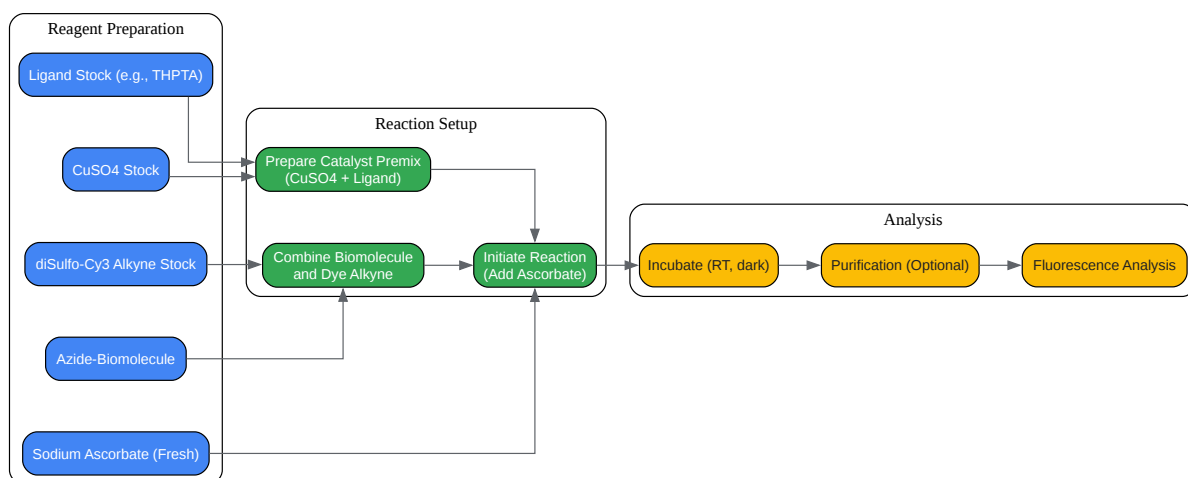 Reagent Preparation
Ligand Stock (e.g., THPTA)
CuSO4 Stock
diSulfo-Cy3 Alkyne Stock
Azide-Biomolecule
Sodium Ascorbate (Fresh)
Reaction Setup
Prepare Catalyst Premix
(CuSO4 + Ligand)
Combine Biomolecule
and Dye Alkyne
Initiate Reaction
(Add Ascorbate)
Analysis
Incubate (RT, dark)
Purification (Optional)
Fluorescence Analysis